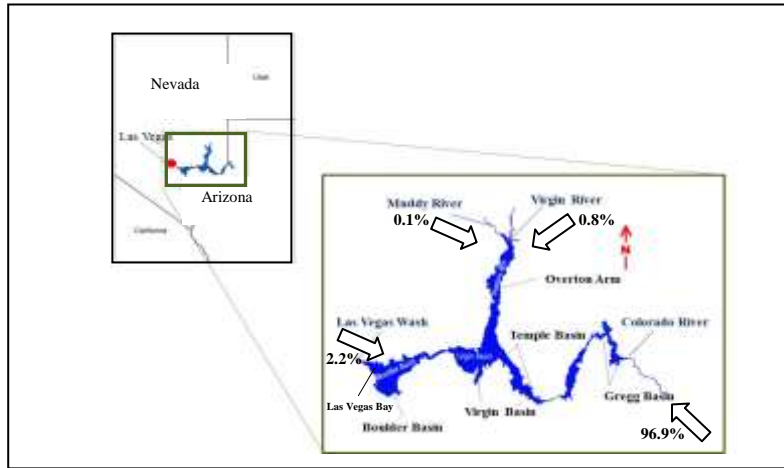 Nevada
Utah
Las Vegas
Arizona
California
Muddy River
Virgin River
0.1%
0.8%
N
Overton Arm
Las Vegas Wash
Temple Basin
Colorado River
2.2%
Las Vegas Bay
Virgin Basin
Gregg Basin
Boulder Basin
96.9%